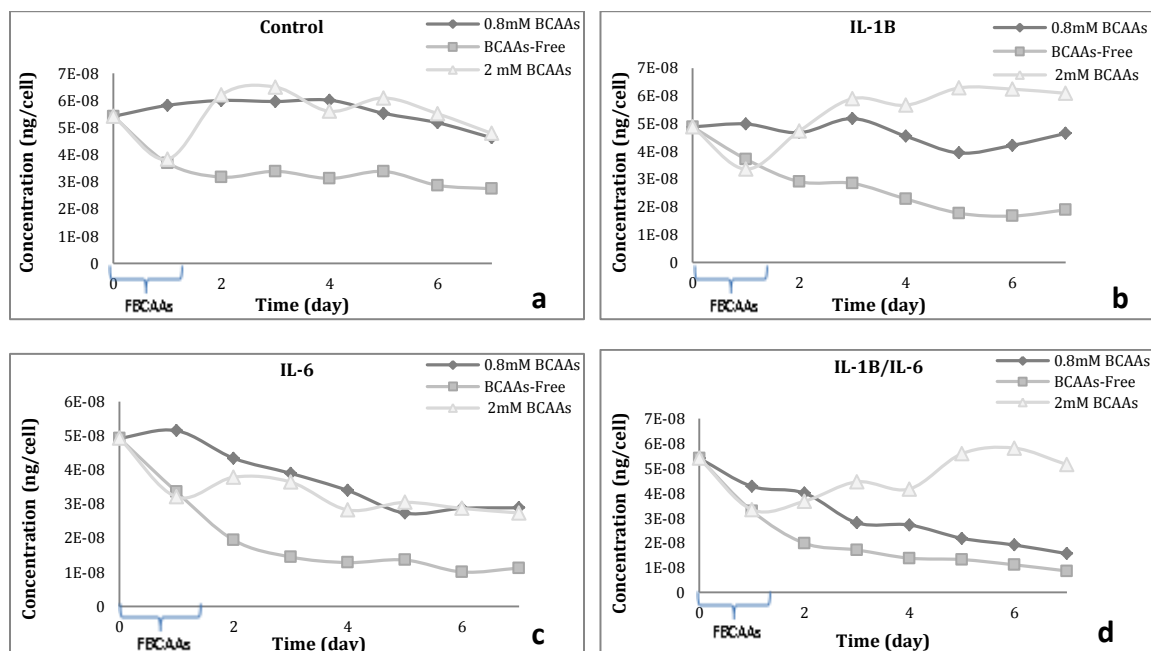 Control
0.8mM BCAAs
BCAAs-Free
2 mM BCAAs
Concentration (ng/cell)
7E-08
6E-08
5E-08
4E-08
3E-08
2E-08
1E-08
0
0 2 4 6
FBCAAs
Time (day)
a
IL-1B
0.8mM BCAAs
BCAAs-Free
2mM BCAAs
Concentration (ng/cell)
7E-08
6E-08
5E-08
4E-08
3E-08
2E-08
1E-08
0
0 2 4 6
FBCAAs
Time (day)
b
IL-6
0.8mM BCAAs
BCAAs-Free
2mM BCAAs
Concentration (ng/cell)
6E-08
5E-08
4E-08
3E-08
2E-08
1E-08
0
0 2 4 6
FBCAAs
Time (day)
c
IL-1B/IL-6
0.8mM BCAAs
BCAAs-Free
2mM BCAAs
Concentration (ng/cell)
7E-08
6E-08
5E-08
4E-08
3E-08
2E-08
1E-08
0
0 2 4 6
FBCAAs
Time (day)
d